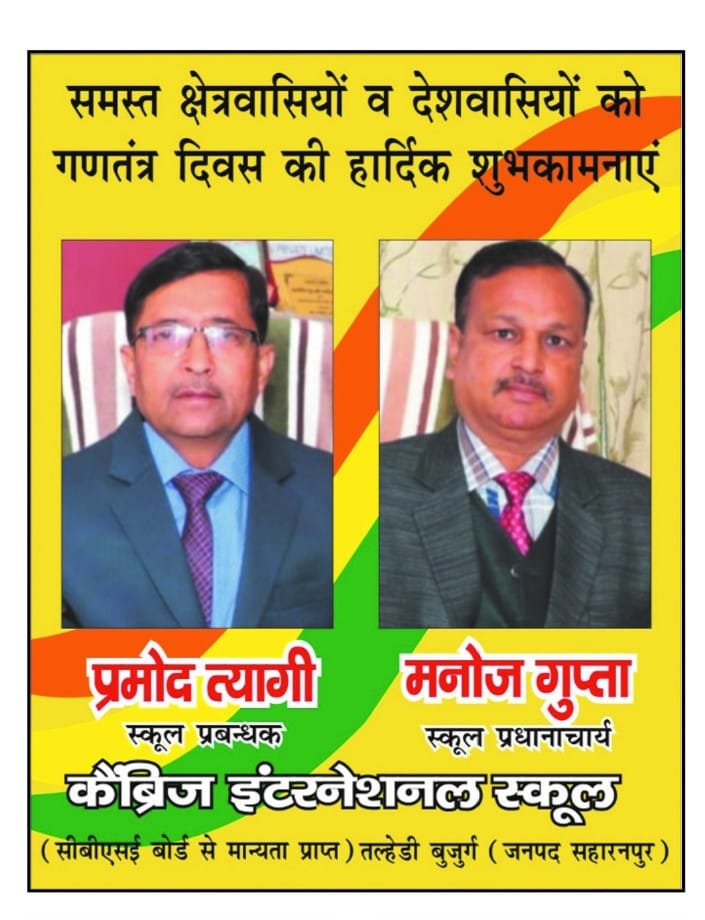 समस्त क्षेत्रवासियों व देशवासियों को
गणतंत्र दिवस की हार्दिक शुभकामनाएं
प्रमोद त्यागी
स्कूल प्रबन्धक
मनोज गुप्ता
स्कूल प्रधानाचार्य
कैंब्रिज इंटरनेशनल स्कूल
( सीबीएसई बोर्ड से मान्यता प्राप्त ) तल्हेडी बुजुर्ग ( जनपद सहारनपुर )